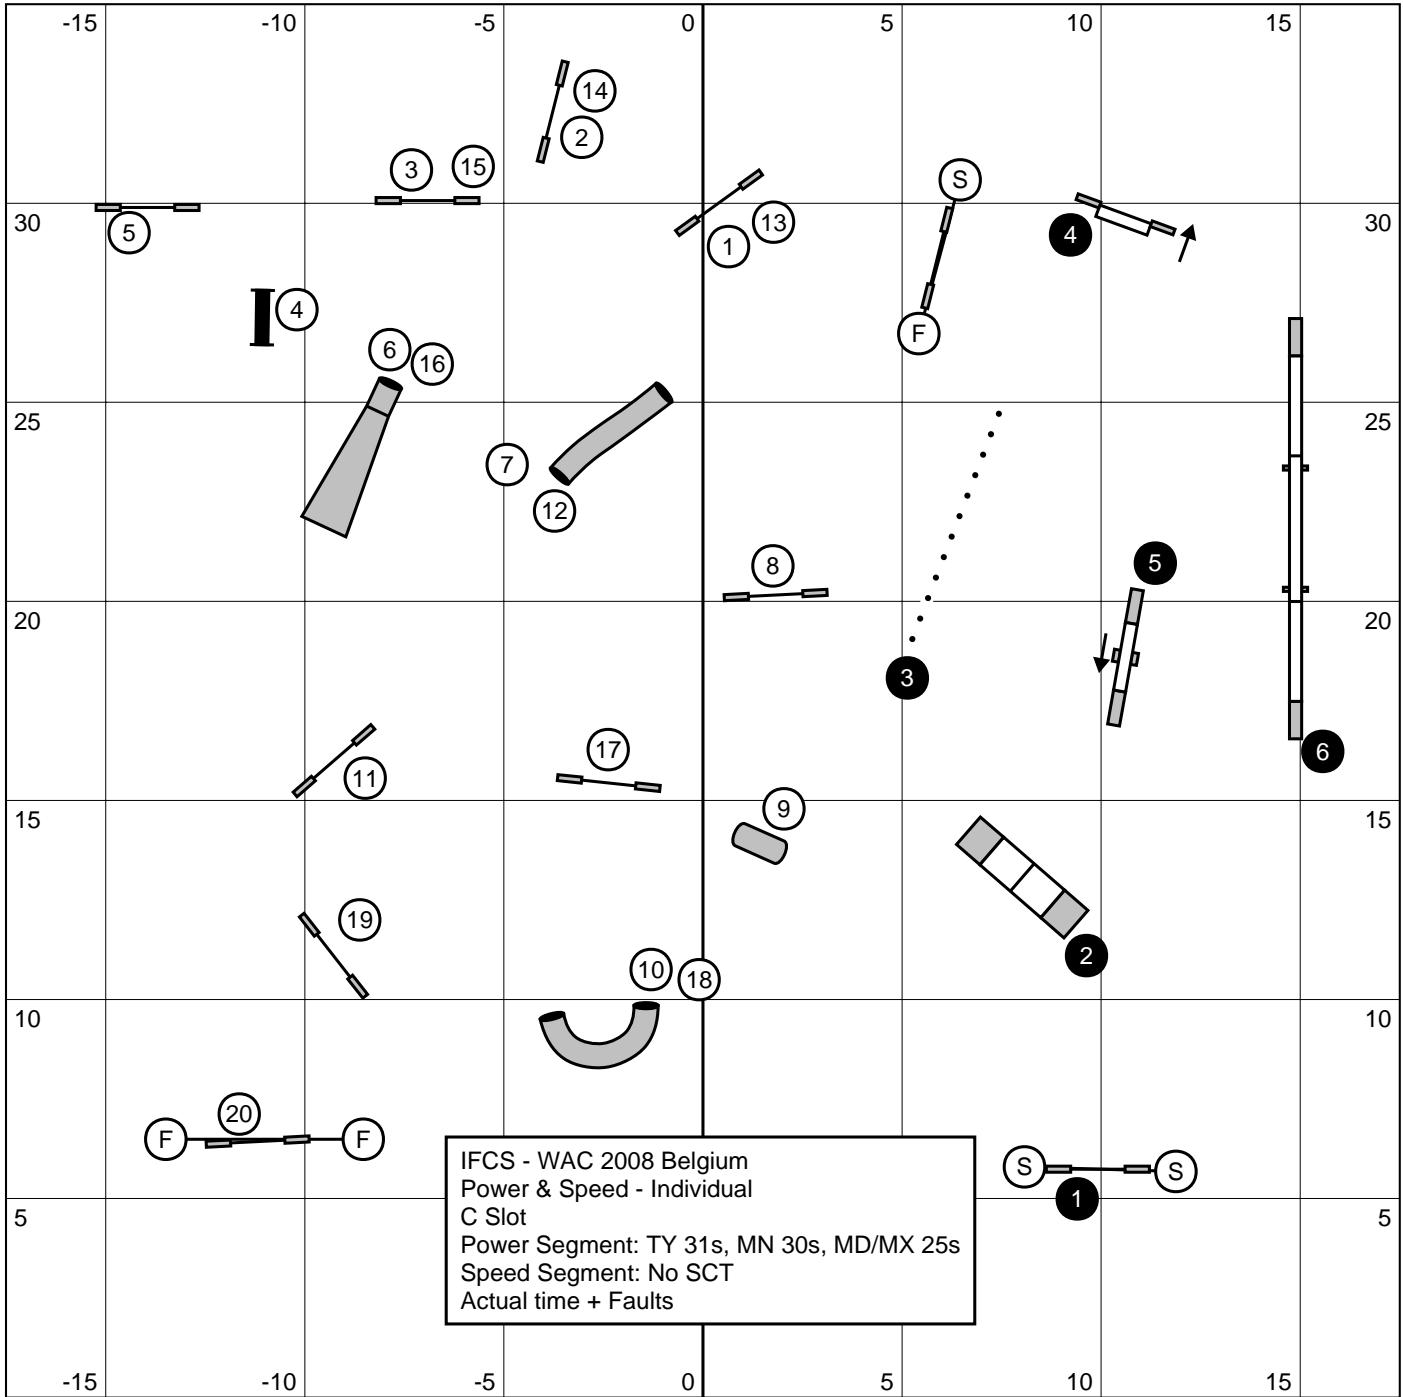 -15 -10 -5 0 5 10 15
14
2
3 15
S
5
1 13
4
30 30
4
F
6 16
25 25
7
12
8
5
20 20
3
17
11
6
9
15 15
19
2
10 18
10 10
20
F F
S S
1
5 5
IFCS - WAC 2008 Belgium
Power & Speed - Individual
C Slot
Power Segment: TY 31s, MN 30s, MD/MX 25s
Speed Segment: No SCT
Actual time + Faults
-15 -10 -5 0 5 10 15